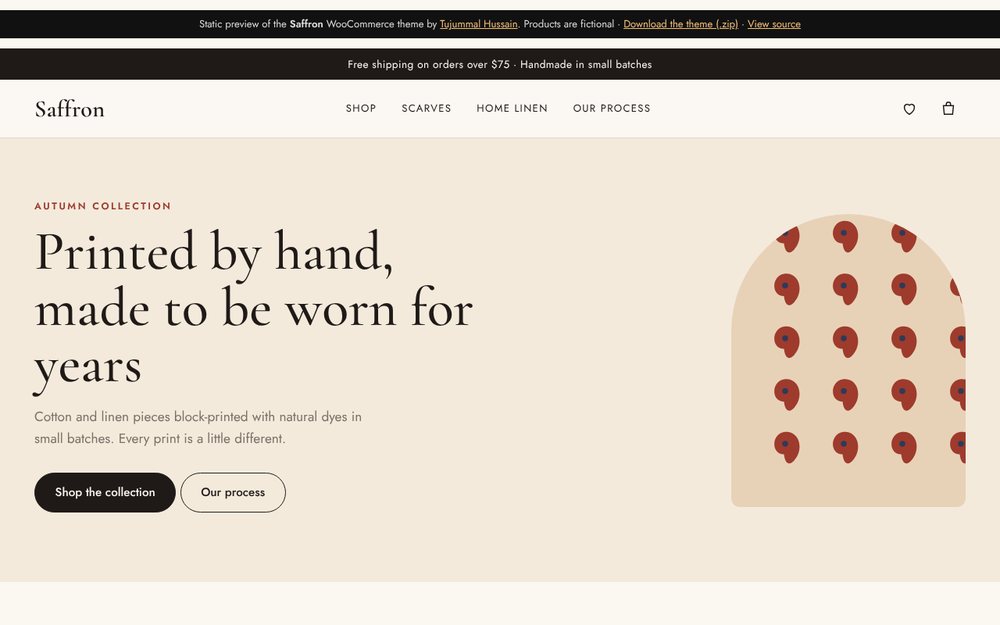 Static preview of the Saffron WooCommerce theme by Tujummal Hussain. Products are fictional · Download the theme (.zip) · View source
Free shipping on orders over $75 · Handmade in small batches
Saffron
SHOP
SCARVES
HOME LINEN
OUR PROCESS
AUTUMN COLLECTION
Printed by hand,
made to be worn for
years
Cotton and linen pieces block-printed with natural dyes in
small batches. Every print is a little different.
Shop the collection
Our process